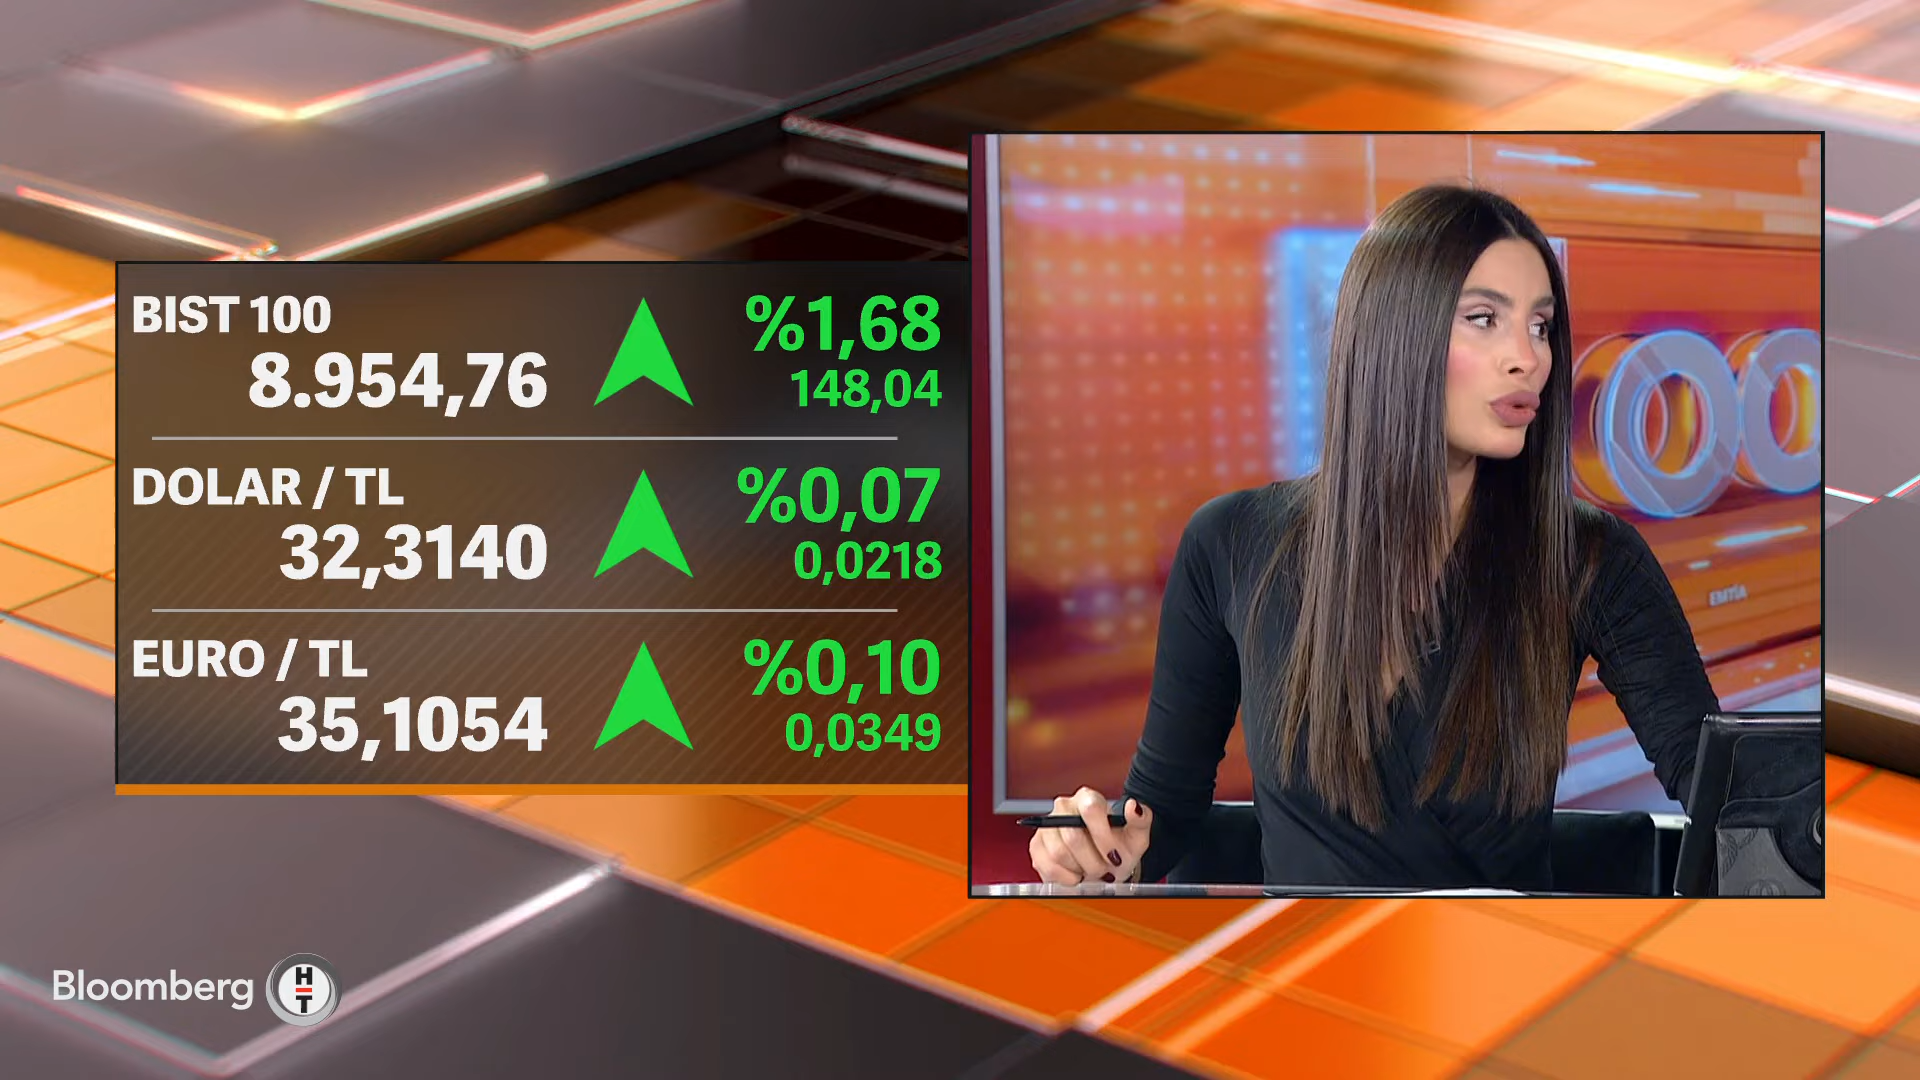 BIST 100
8.954,76
%1,68
148,04
DOLAR / TL
32,3140
%0,07
0,0218
EURO / TL
35,1054
%0,10
0,0349
EMTİA
Bloomberg HT